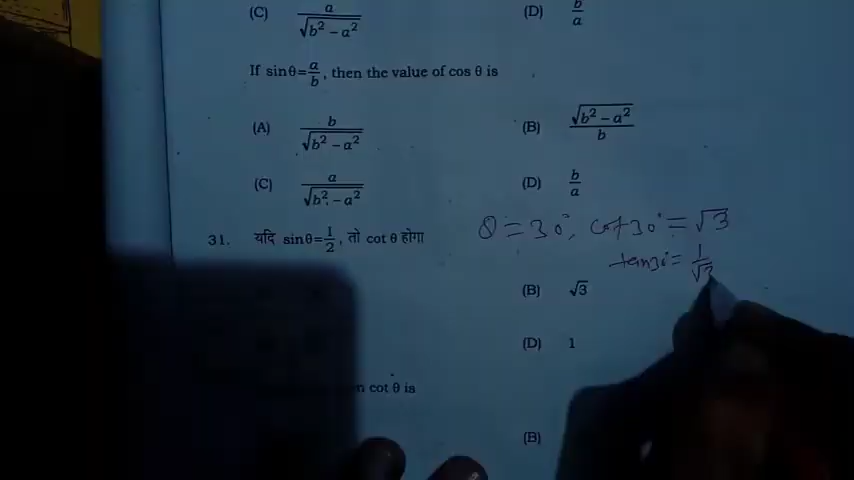 (C) a/√(b² – a²) (D) b/a
If sinθ=a/b, then the value of cos θ is
(A) b/√(b² – a²) (B) √(b² – a²)/b
(C) a/√(b² – a²) (D) b/a
31. यदि sinθ=1/2, तो cot θ होगा θ = 30°, cot 30° = √3
tan30° = 1/√3
(B) √3
(D) 1
n cot θ is
(B)